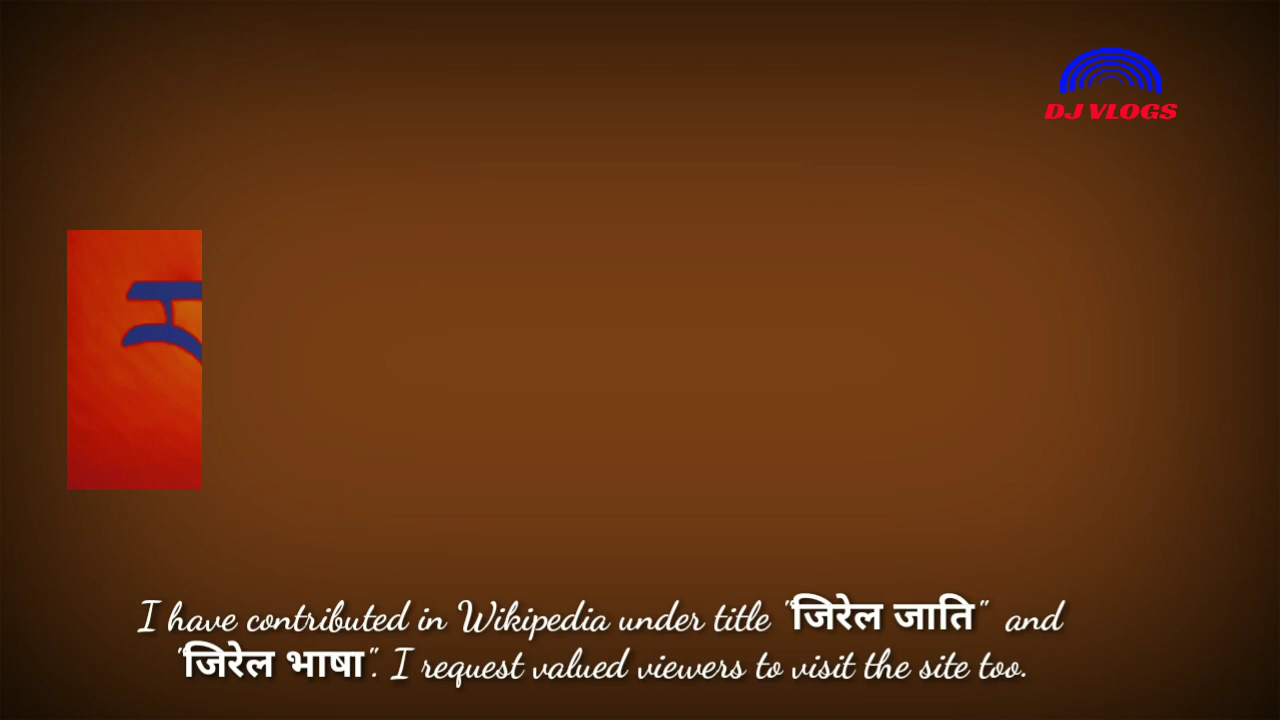 DJ VLOGS
I have contributed in Wikipedia under title "जिरेल जाति" and
"जिरेल भाषा". I request valued viewers to visit the site too.